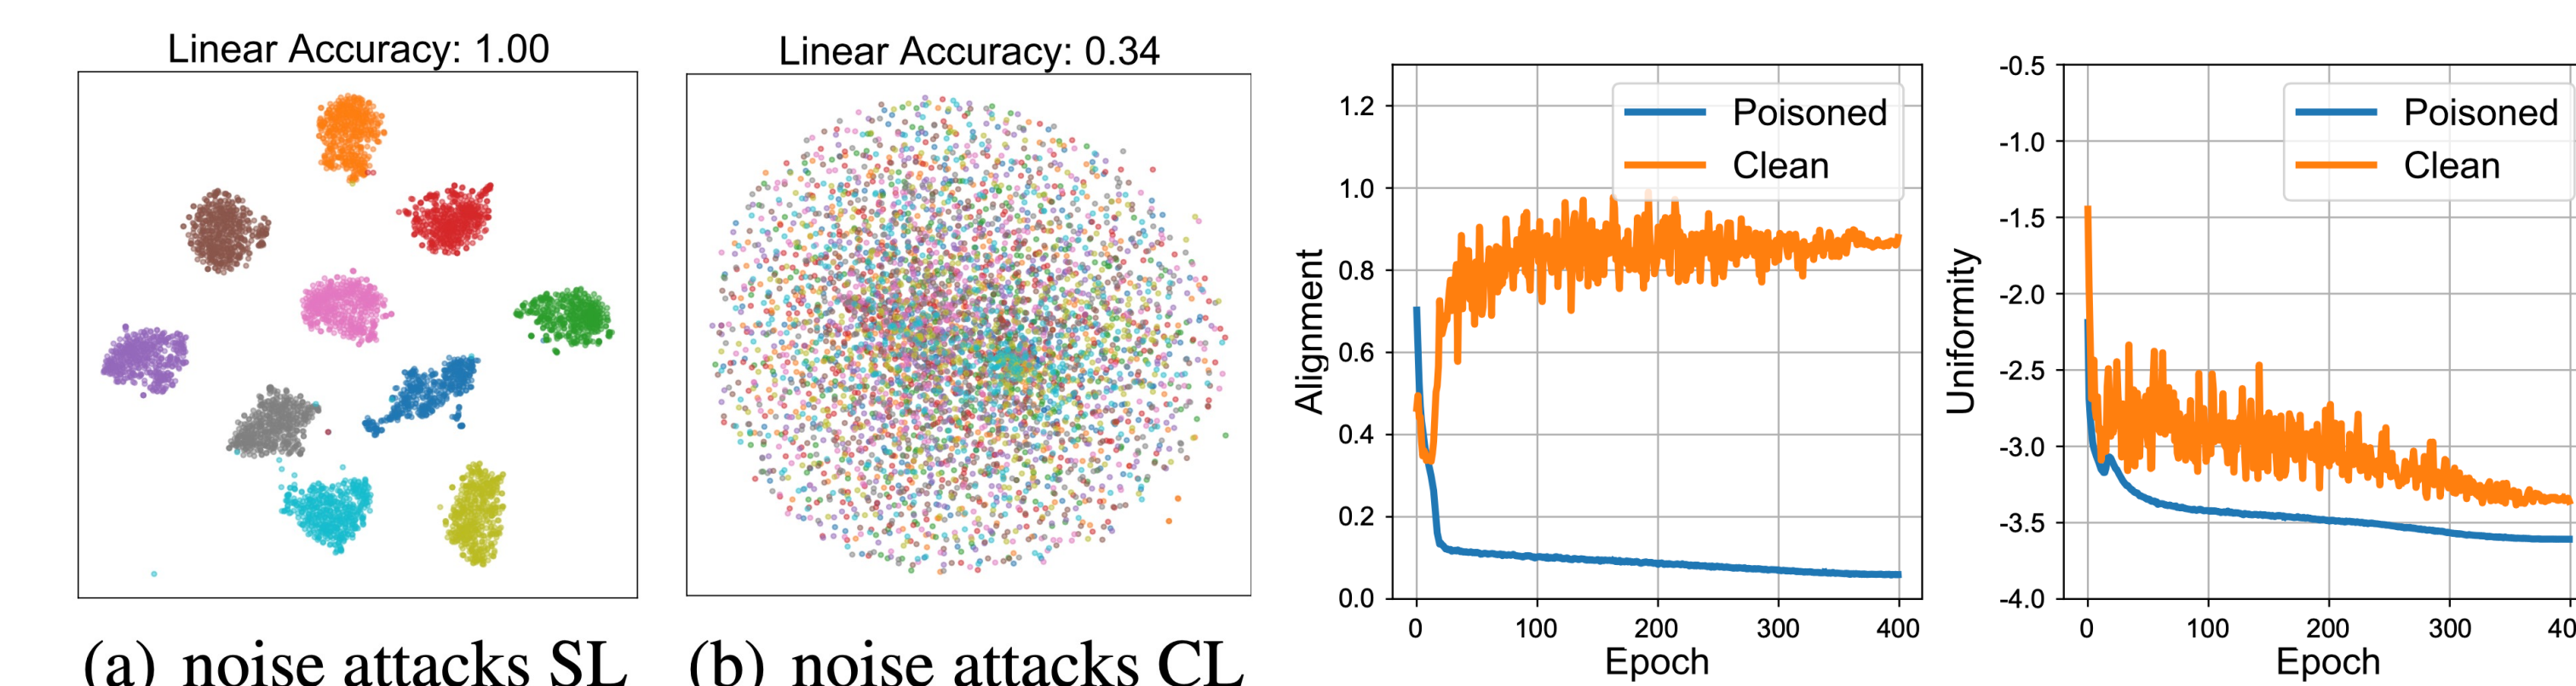 Linear Accuracy: 1.00
(a) noise attacks SL
Linear Accuracy: 0.34
(b) noise attacks CL
Alignment
1.2
1.0
0.8
0.6
0.4
0.2
0.0
Poisoned
Clean
0 100 200 300 400
Epoch
Uniformity
-0.5
-1.0
-1.5
-2.0
-2.5
-3.0
-3.5
-4.0
Poisoned
Clean
0 100 200 300 40
Epoch